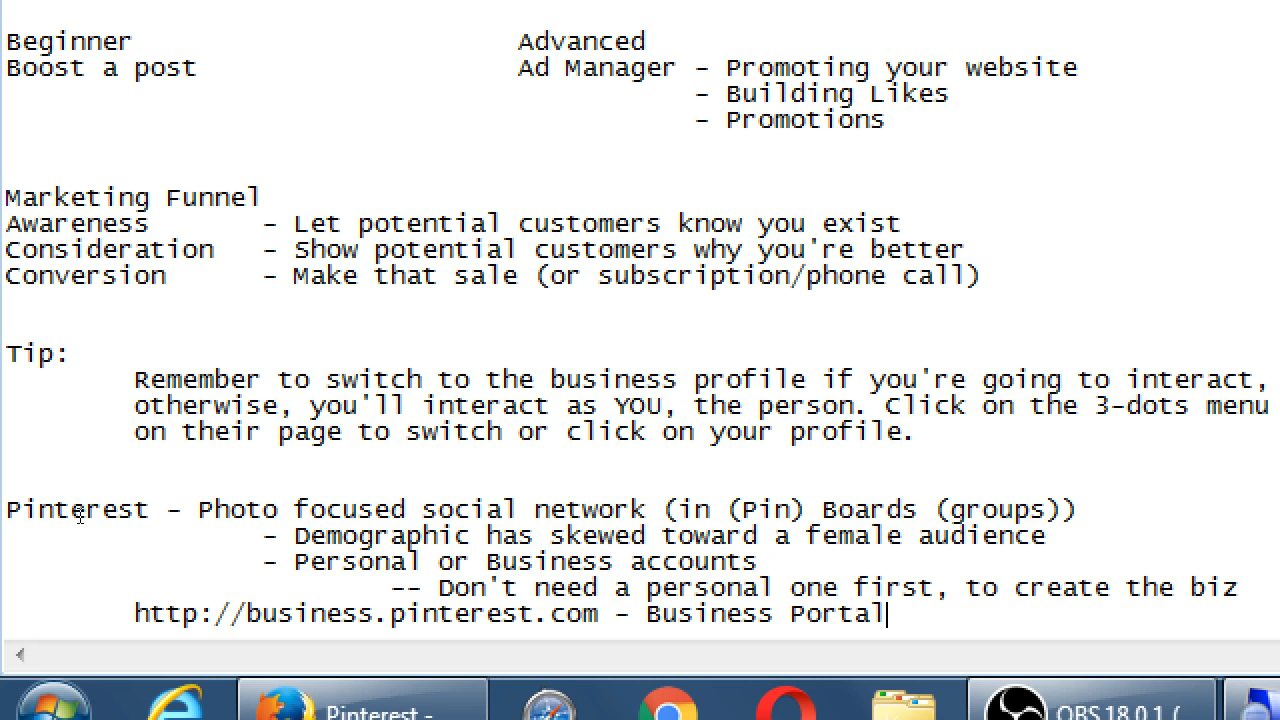 Beginner Advanced
Boost a post Ad Manager - Promoting your website
- Building Likes
- Promotions
Marketing Funnel
Awareness - Let potential customers know you exist
Consideration - Show potential customers why you're better
Conversion - Make that sale (or subscription/phone call)
Tip:
Remember to switch to the business profile if you're going to interact,
otherwise, you'll interact as YOU, the person. Click on the 3-dots menu
on their page to switch or click on your profile.
Pinterest - Photo focused social network (in (Pin) Boards (groups))
- Demographic has skewed toward a female audience
- Personal or Business accounts
-- Don't need a personal one first, to create the biz
http://business.pinterest.com - Business Portal
Pinterest - OBS 18.0.1 (